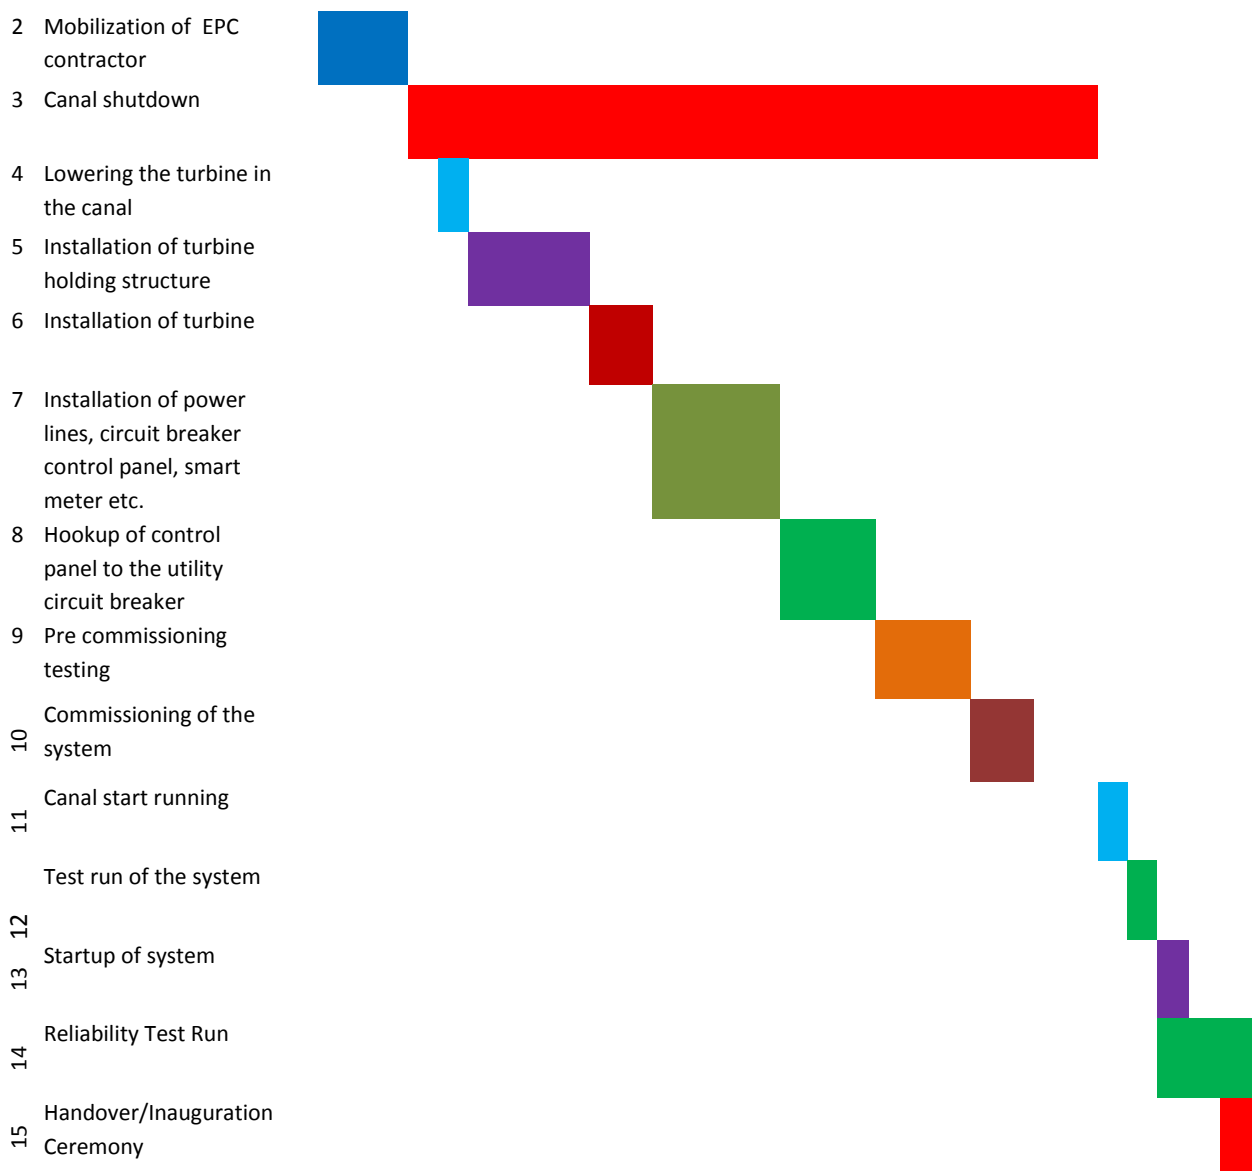 2 Mobilization of EPC
contractor
3 Canal shutdown
4 Lowering the turbine in
the canal
5 Installation of turbine
holding structure
6 Installation of turbine
7 Installation of power
lines, circuit breaker
control panel, smart
meter etc.
8 Hookup of control
panel to the utility
circuit breaker
9 Pre commissioning
testing
10 Commissioning of the
system
11 Canal start running
12 Test run of the system
13 Startup of system
14 Reliability Test Run
15 Handover/Inauguration
Ceremony